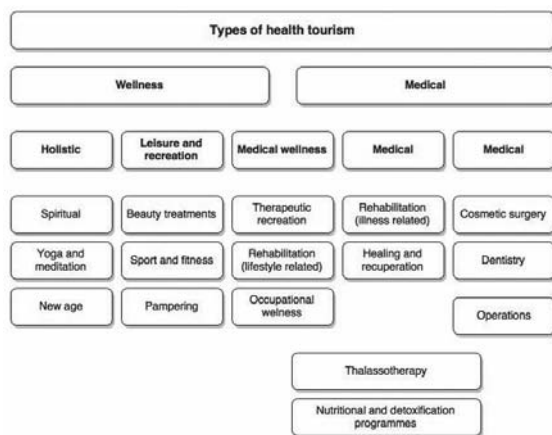 Types of health tourism
Wellness
Medical
Holistic
Leisure and
recreation
Medical wellness
Medical
Medical
Spiritual
Beauty treatments
Therapeutic
recreation
Rehabilitation
(illness related)
Cosmetic surgery
Yoga and
meditation
Sport and fitness
Rehabilitation
(lifestyle related)
Healing and
recuperation
Dentistry
New age
Pampering
Occupational
welness
Operations
Thalassotherapy
Nutritional and detoxification
programmes